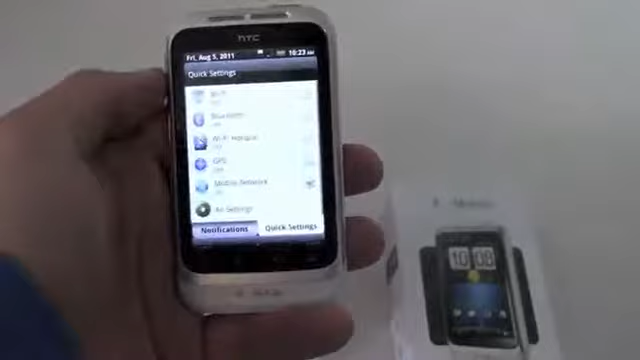 hTC
Fri, Aug 5, 2011
10:23 AM
Quick Settings
Wi-Fi
Bluetooth
Wi-Fi Hotspot
GPS
Mobile Network
All Settings
Notifications
Quick Settings
10:08